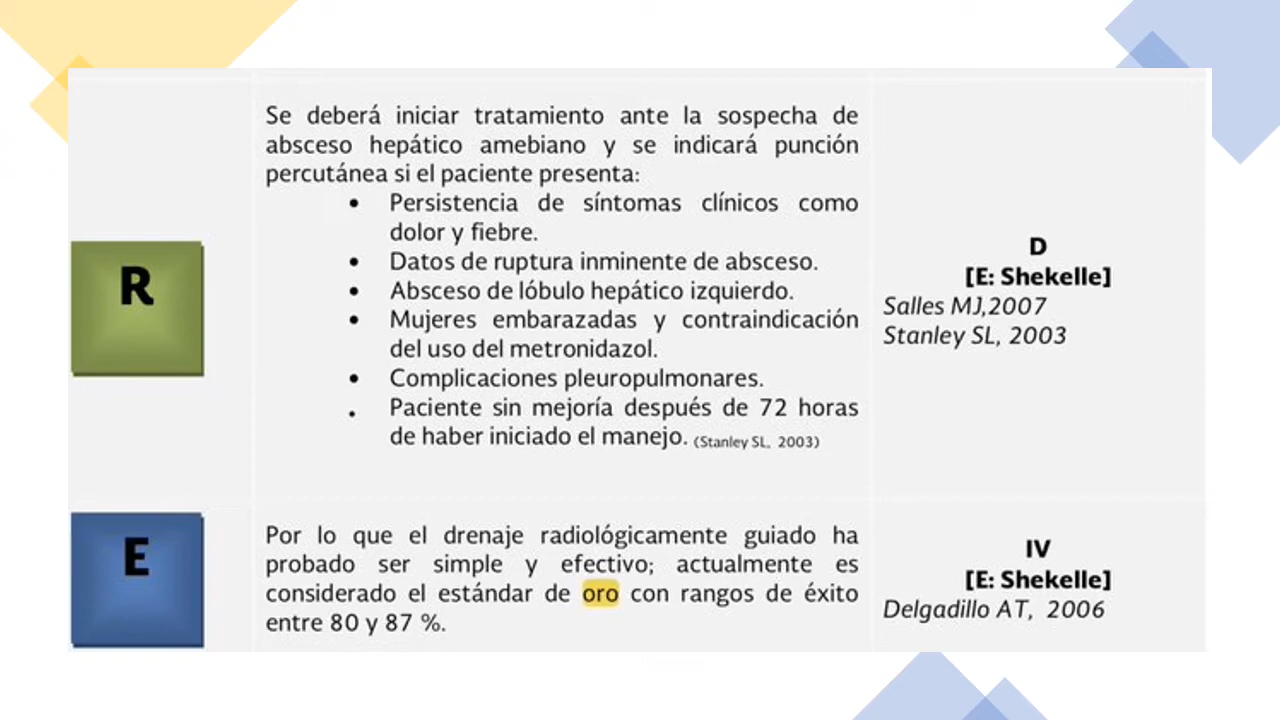 R
Se deberá iniciar tratamiento ante la sospecha de
absceso hepático amebiano y se indicará punción
percutánea si el paciente presenta:
• Persistencia de síntomas clínicos como
dolor y fiebre.
• Datos de ruptura inminente de absceso.
• Absceso de lóbulo hepático izquierdo.
• Mujeres embarazadas y contraindicación
del uso del metronidazol.
• Complicaciones pleuropulmonares.
• Paciente sin mejoría después de 72 horas
de haber iniciado el manejo. (Stanley SL, 2003)
D
[E: Shekelle]
Salles MJ,2007
Stanley SL, 2003
E
Por lo que el drenaje radiológicamente guiado ha
probado ser simple y efectivo; actualmente es
considerado el estándar de oro con rangos de éxito
entre 80 y 87 %.
IV
[E: Shekelle]
Delgadillo AT, 2006